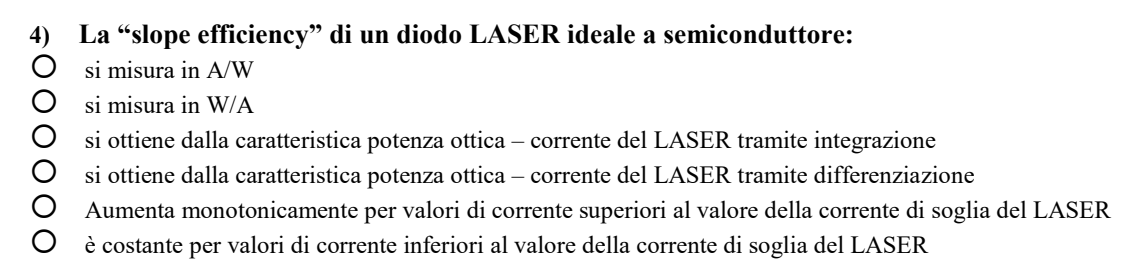 4) La “slope efficiency” di un diodo LASER ideale a semiconduttore:
si misura in A/W
si misura in W/A
si ottiene dalla caratteristica potenza ottica – corrente del LASER tramite integrazione
si ottiene dalla caratteristica potenza ottica – corrente del LASER tramite differenziazione
Aumenta monotonicamente per valori di corrente superiori al valore della corrente di soglia del LASER
è costante per valori di corrente inferiori al valore della corrente di soglia del LASER